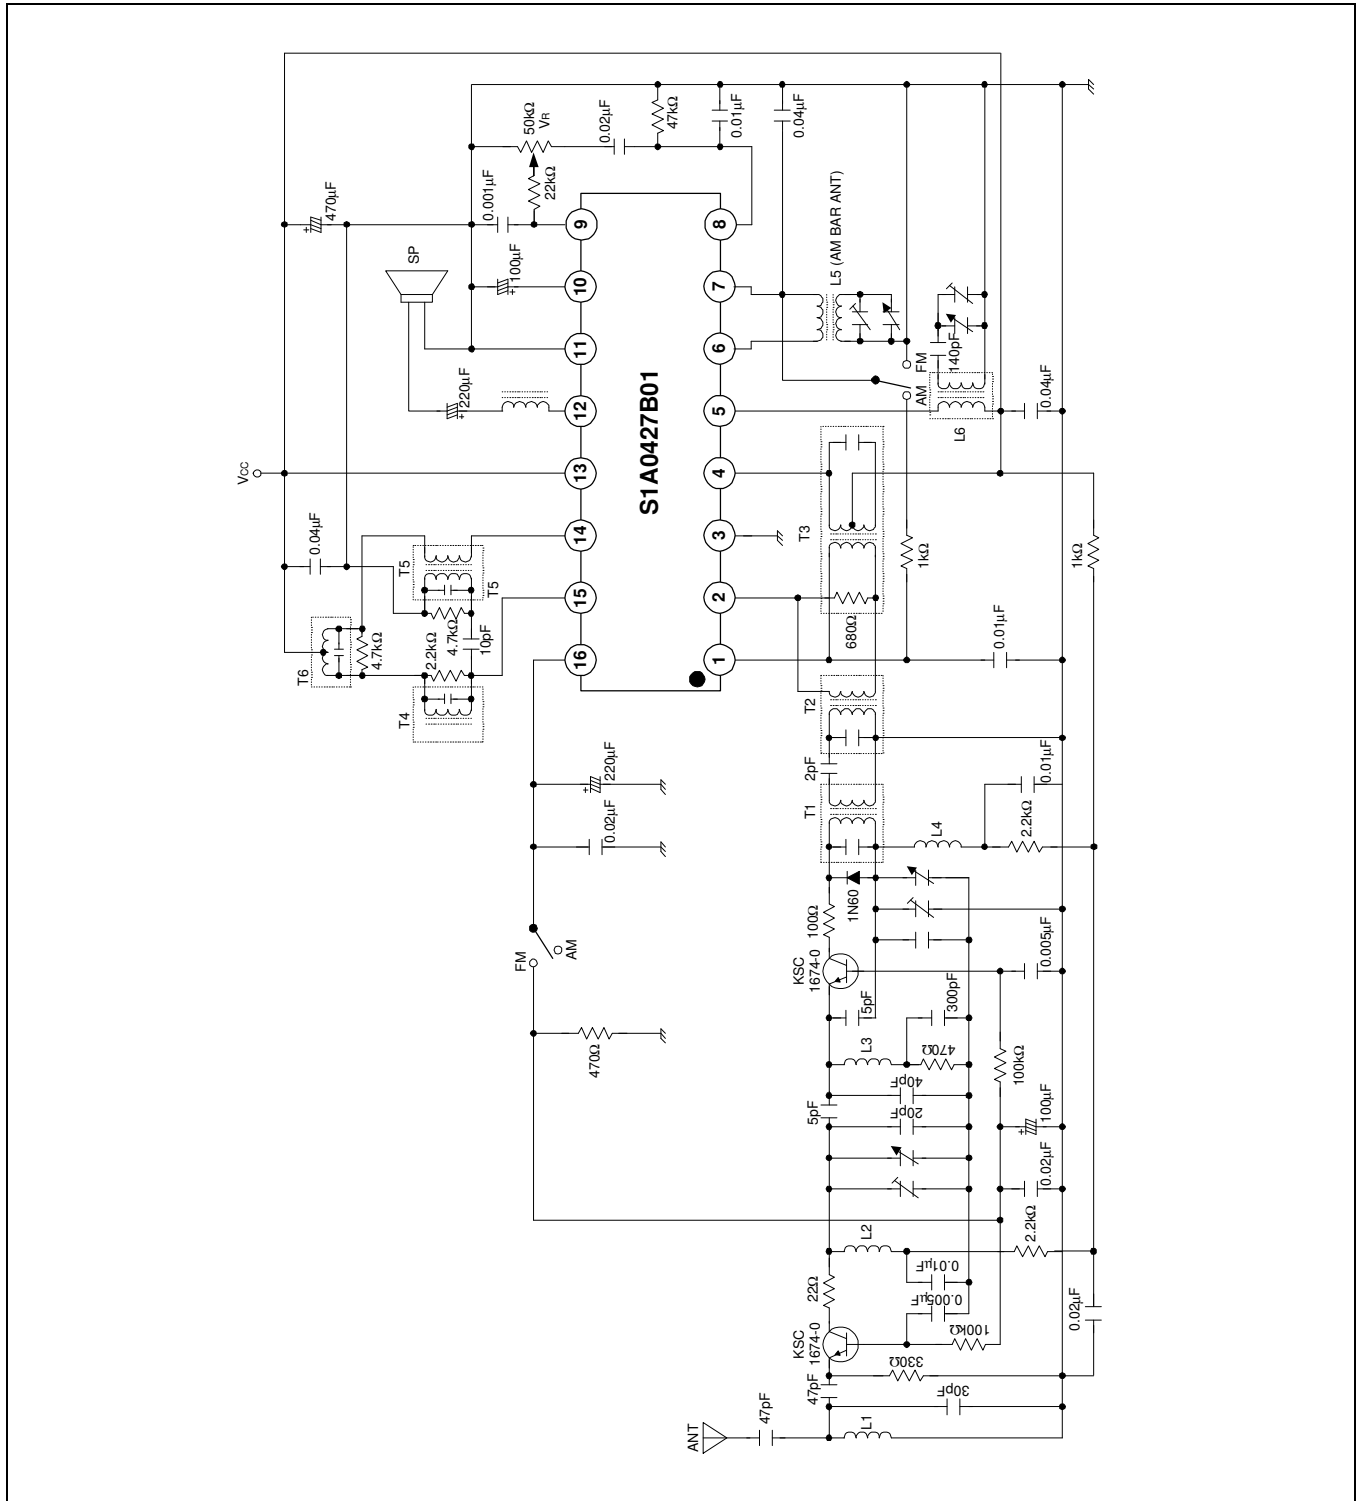 50kΩ
VR
0.02µF
47kΩ
0.01µF
0.04µF
22kΩ
0.001µF
470µF
100µF
SP
220µF
VCC
0.04µF
T5
T5
T6
4.7kΩ
2.2kΩ
4.7kΩ
10pF
T4
9
10
11
12
13
14
15
16
S1A0427B01
8
7
6
5
4
3
2
1
L5 (AM BAR ANT)
FM
AM
140pF
L6
0.04µF
T3
680Ω
1kΩ
1kΩ
0.01µF
T2
2pF
T1
220µF
0.02µF
FM
AM
470Ω
L4
0.01µF
2.2kΩ
1N60
100Ω
KSC
1674-0
5pF
300pF
0.005µF
L3
470Ω
100kΩ
40pF
5pF
20pF
100µF
0.02µF
L2
2.2kΩ
0.01µF
22Ω
0.005µF
KSC
1674-0
100kΩ
0.02µF
330Ω
47pF
30pF
L1
47pF
ANT